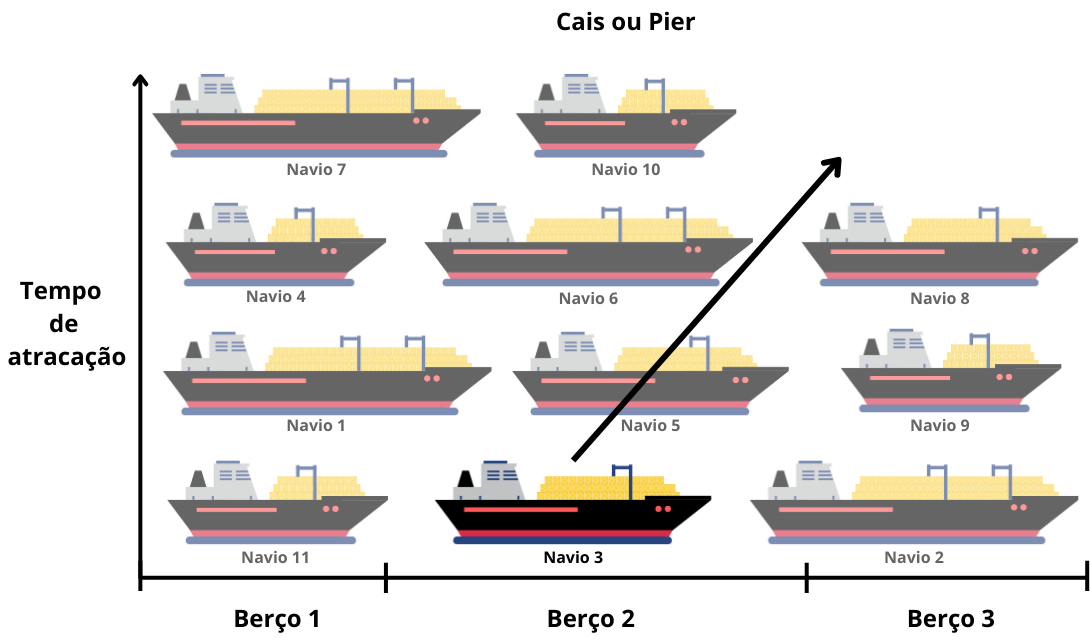 Cais ou Pier
Navio 7
Navio 10
Tempo
de
atracação
Navio 4
Navio 6
Navio 8
Navio 1
Navio 5
Navio 9
Navio 11
Navio 3
Navio 2
Berço 1
Berço 2
Berço 3